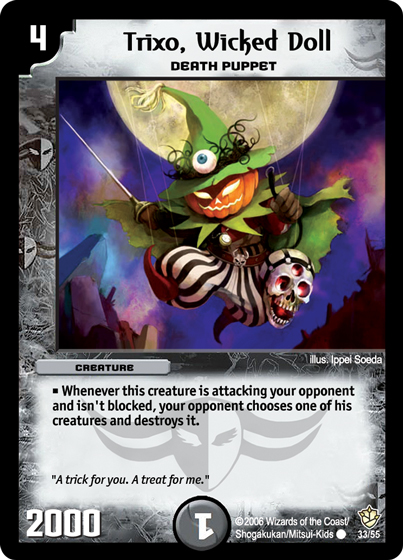 4
Trixo, Wicked Doll
DEATH PUPPET
illus. Ippei Soeda
CREATURE
▪ Whenever this creature is attacking your opponent
and isn't blocked, your opponent chooses one of his
creatures and destroys it.
"A trick for you. A treat for me."
2000
1
©2006 Wizards of the Coast/
Shogakukan/Mitsui-Kids ● 33/55